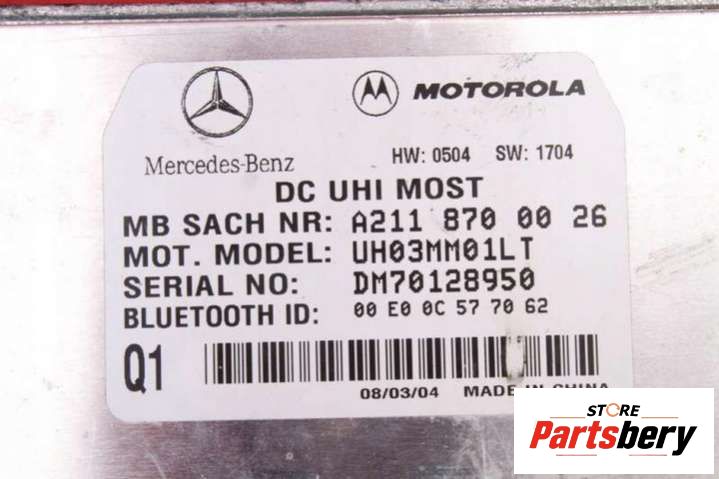 MOTOROLA
Mercedes-Benz
HW: 0504 SW: 1704
DC UHI MOST
MB SACH NR: A211 870 00 26
MOT. MODEL: UH03MM01LT
SERIAL NO: DM70128950
BLUETOOTH ID: 00 E0 0C 57 70 62
Q1
08/03/04 MADE IN CHINA
STORE
Partsbery